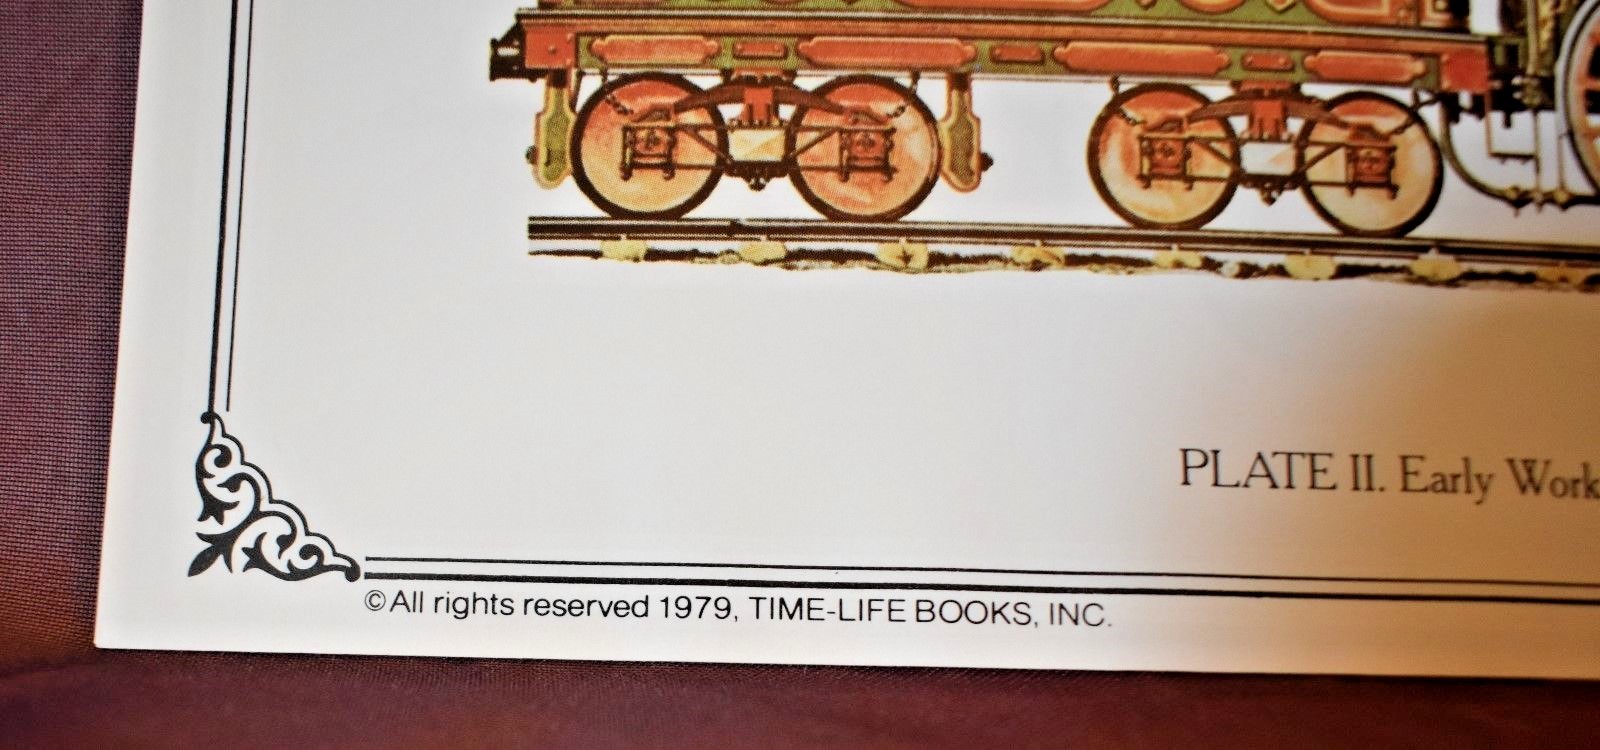 PLATE II. Early Work
© All rights reserved 1979, TIME-LIFE BOOKS, INC.